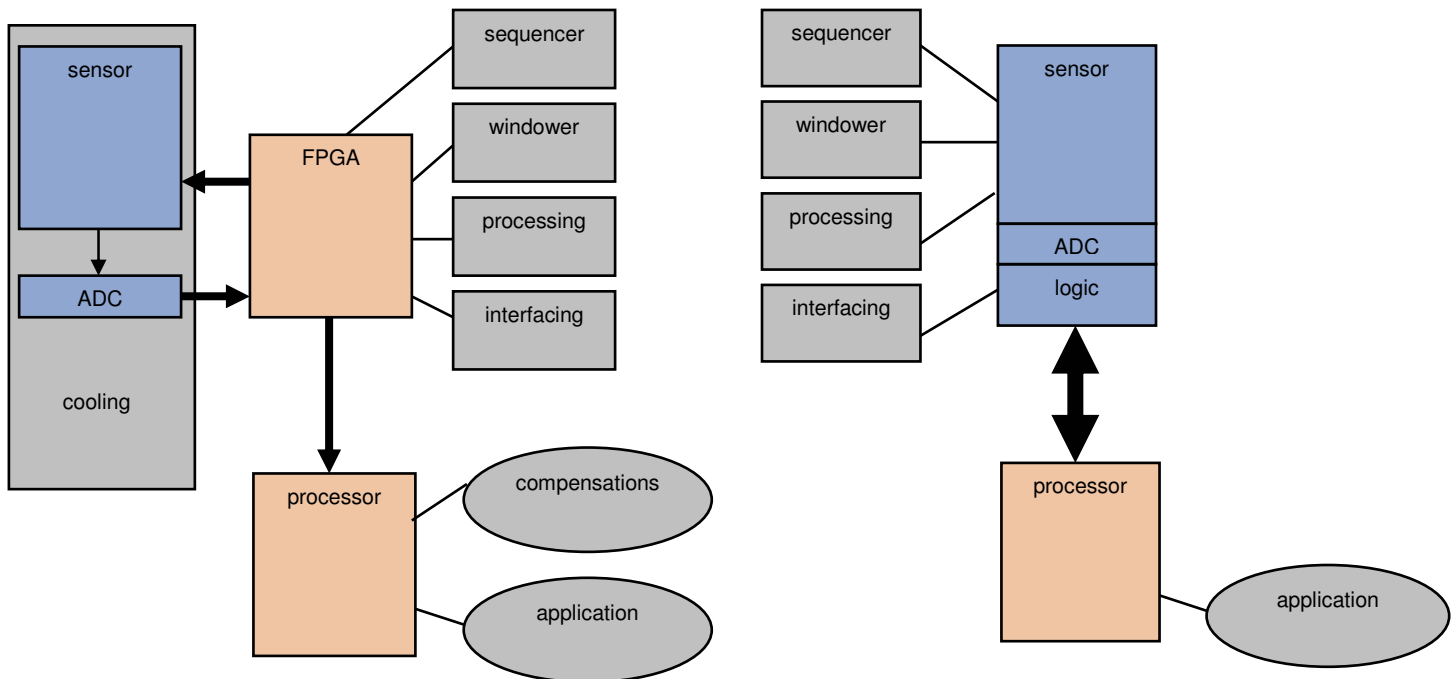 sensor
ADC
cooling
FPGA
sequencer
windower
processing
interfacing
processor
compensations
application
sequencer
windower
processing
interfacing
sensor
ADC
logic
processor
application